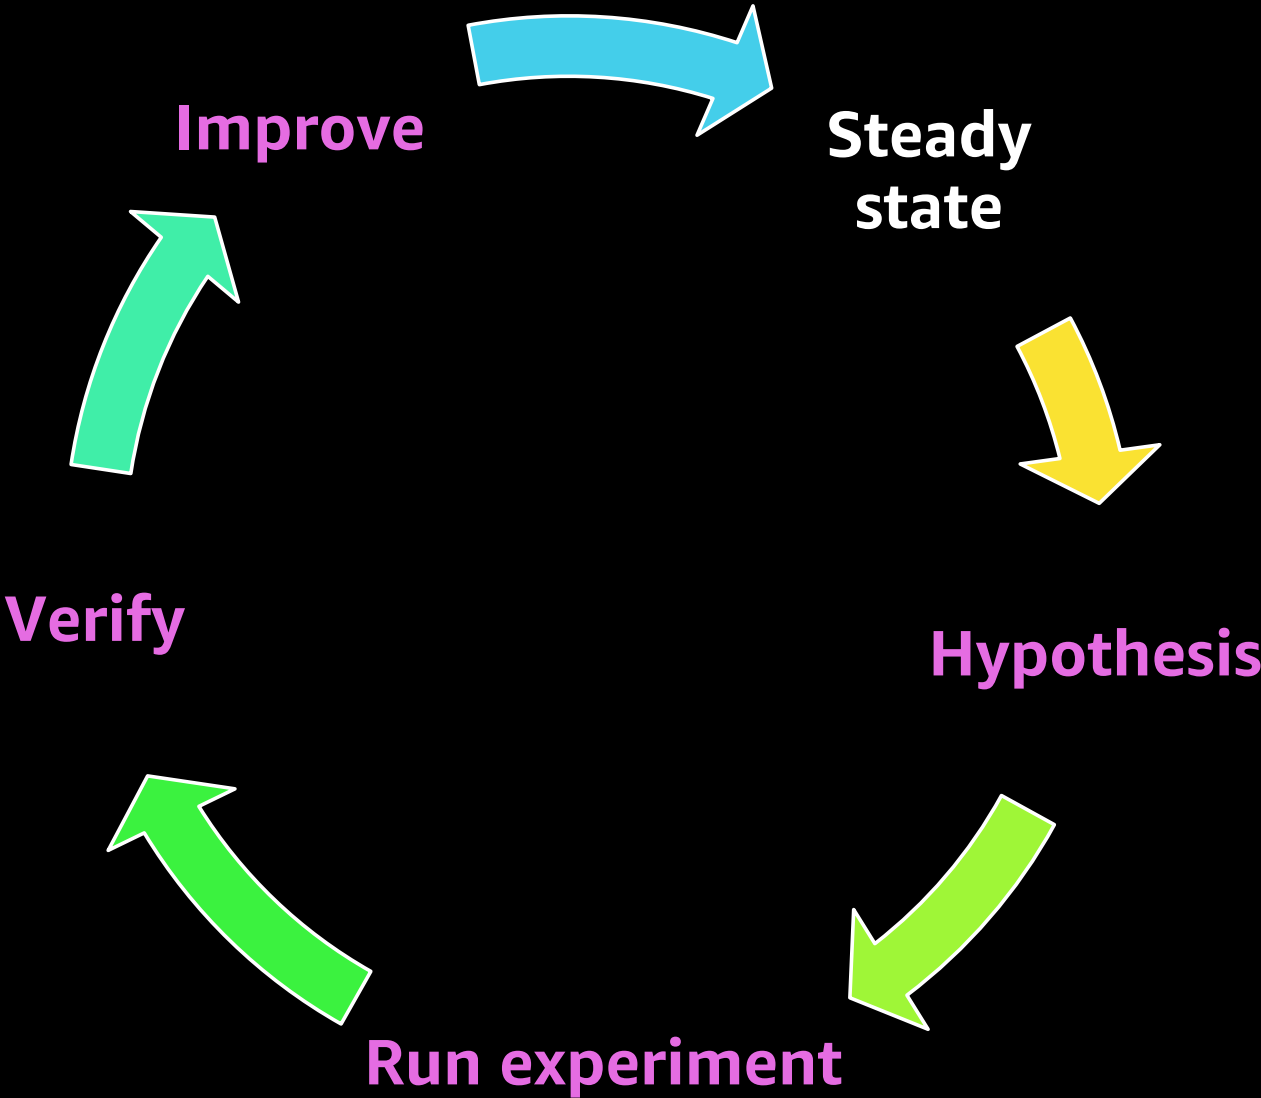 Improve
Steady
state
Verify
Hypothesis
Run experiment